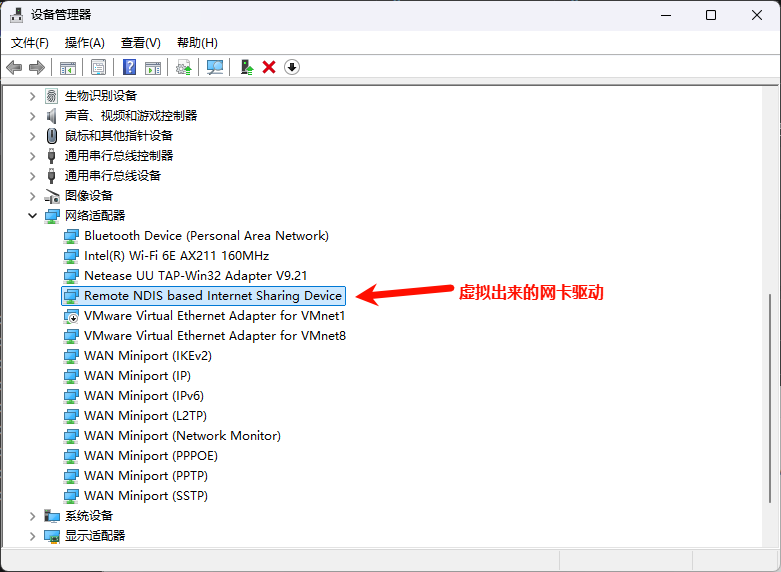 设备管理器
文件(F) 操作(A) 查看(V) 帮助(H)
生物识别设备
声音、视频和游戏控制器
鼠标和其他指针设备
通用串行总线控制器
通用串行总线设备
图像设备
网络适配器
Bluetooth Device (Personal Area Network)
Intel(R) Wi-Fi 6E AX211 160MHz
Netease UU TAP-Win32 Adapter V9.21
Remote NDIS based Internet Sharing Device
虚拟出来的网卡驱动
VMware Virtual Ethernet Adapter for VMnet1
VMware Virtual Ethernet Adapter for VMnet8
WAN Miniport (IKEv2)
WAN Miniport (IP)
WAN Miniport (IPv6)
WAN Miniport (L2TP)
WAN Miniport (Network Monitor)
WAN Miniport (PPPOE)
WAN Miniport (PPTP)
WAN Miniport (SSTP)
系统设备
显示适配器